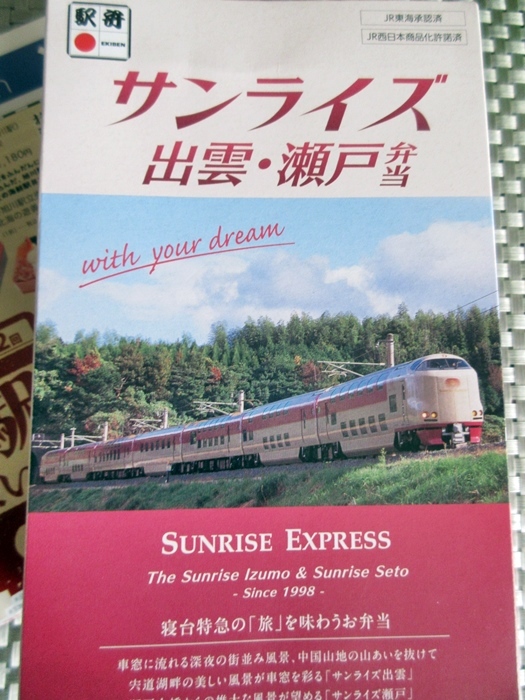 駅弁
EKIBEN
JR東海承認済
JR西日本商品化許諾済
サンライズ
出雲・瀬戸弁当
with your dream
SUNRISE EXPRESS
The Sunrise Izumo & Sunrise Seto
- Since 1998 -
寝台特急の「旅」を味わうお弁当
車窓に流れる深夜の街並み風景、中国山地の山あいを抜けて
宍道湖畔の美しい風景が車窓を彩る「サンライズ出雲」